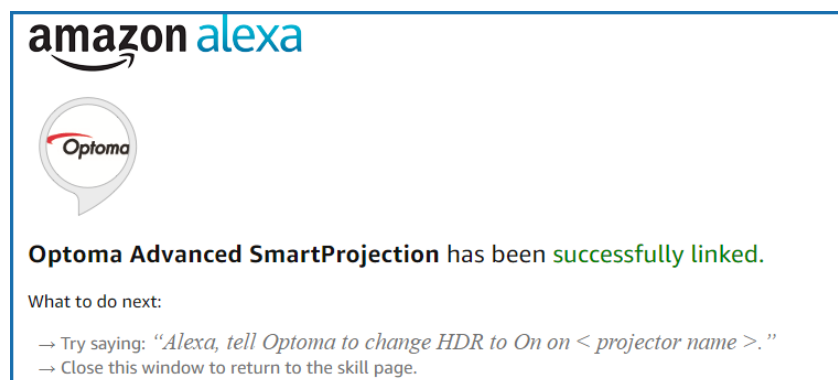 amazon alexa
Optoma
Optoma Advanced SmartProjection has been successfully linked.
What to do next:
→ Try saying: “Alexa, tell Optoma to change HDR to On on < projector name >.”
→ Close this window to return to the skill page.